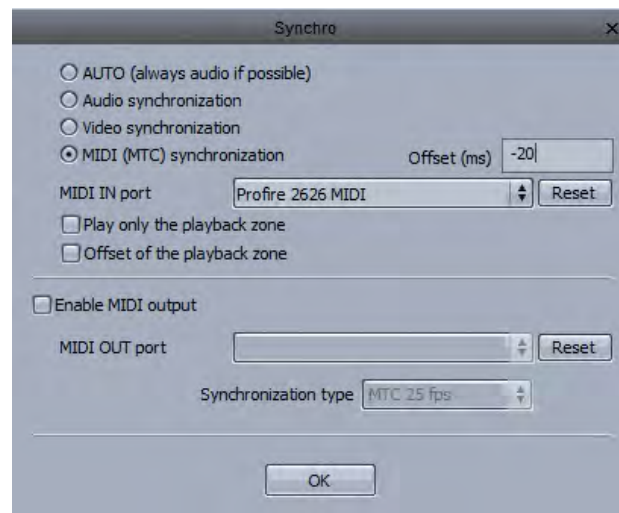 Synchro
AUTO (always audio if possible)
Audio synchronization
Video synchronization
MIDI (MTC) synchronization Offset (ms) -20
MIDI IN port Profire 2626 MIDI Reset
Play only the playback zone
Offset of the playback zone
Enable MIDI output
MIDI OUT port Reset
Synchronization type MTC 25 fps
OK